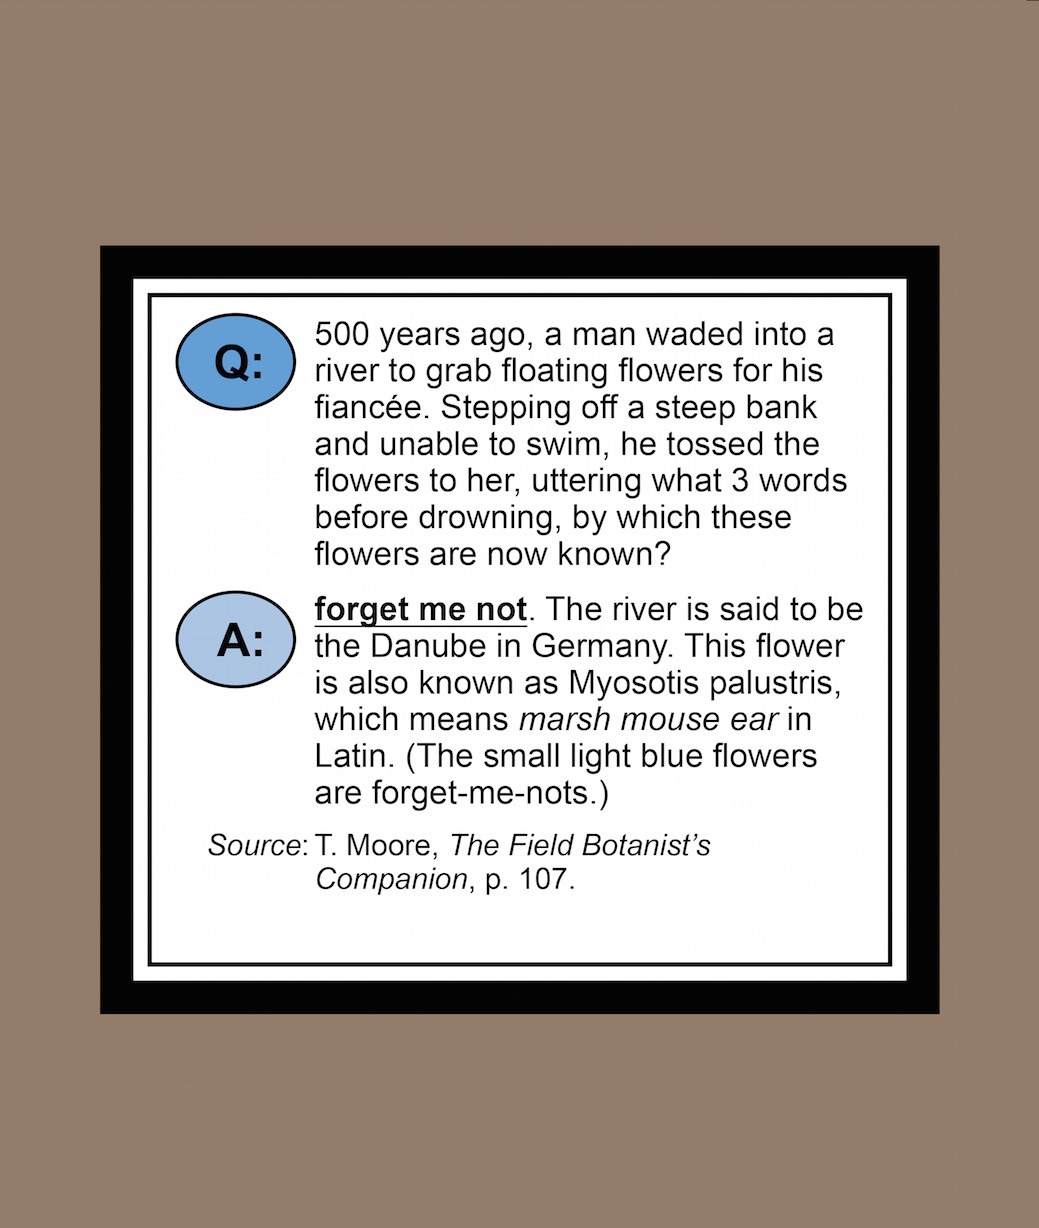 Q:
500 years ago, a man waded into a
river to grab floating flowers for his
fiancée. Stepping off a steep bank
and unable to swim, he tossed the
flowers to her, uttering what 3 words
before drowning, by which these
flowers are now known?
A:
forget me not. The river is said to be
the Danube in Germany. This flower
is also known as Myosotis palustris,
which means marsh mouse ear in
Latin. (The small light blue flowers
are forget-me-nots.)
Source: T. Moore, The Field Botanist’s
Companion, p. 107.